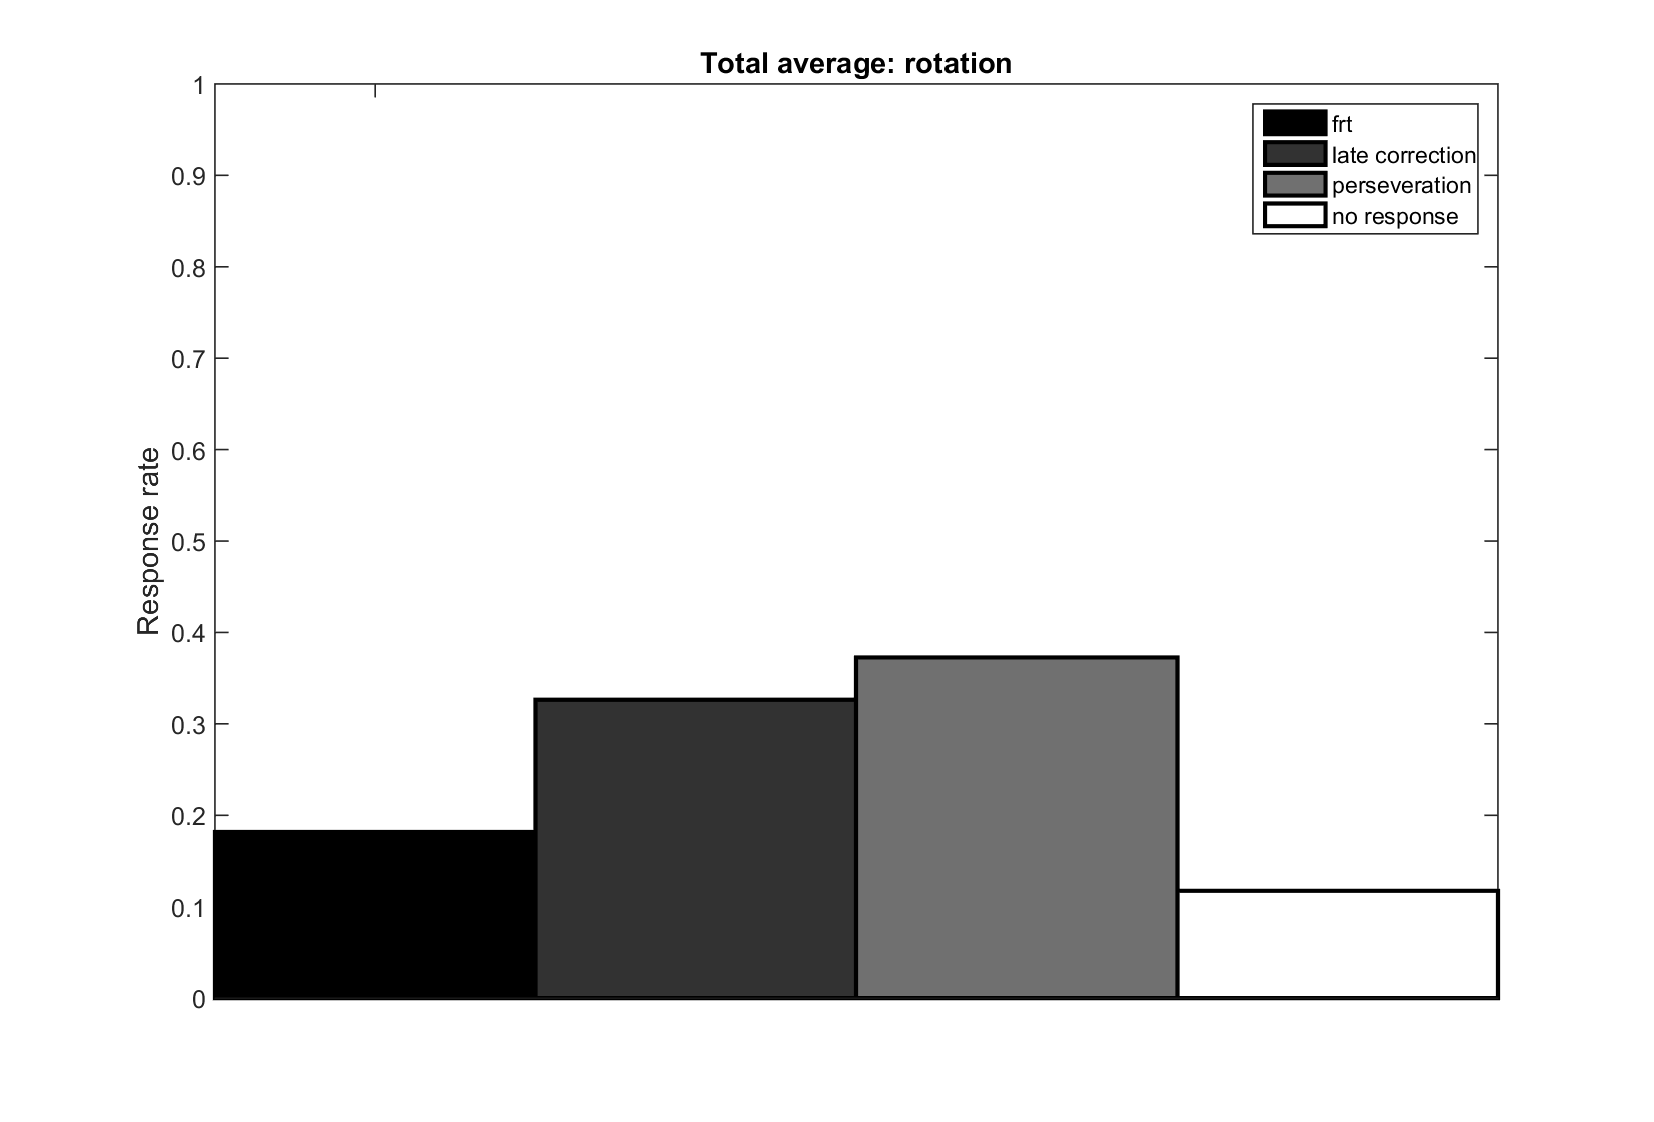 Total average: rotation
1
0.9
0.8
0.7
0.6
0.5
0.4
0.3
0.2
0.1
0
Response rate
frt
late correction
perseveration
no response